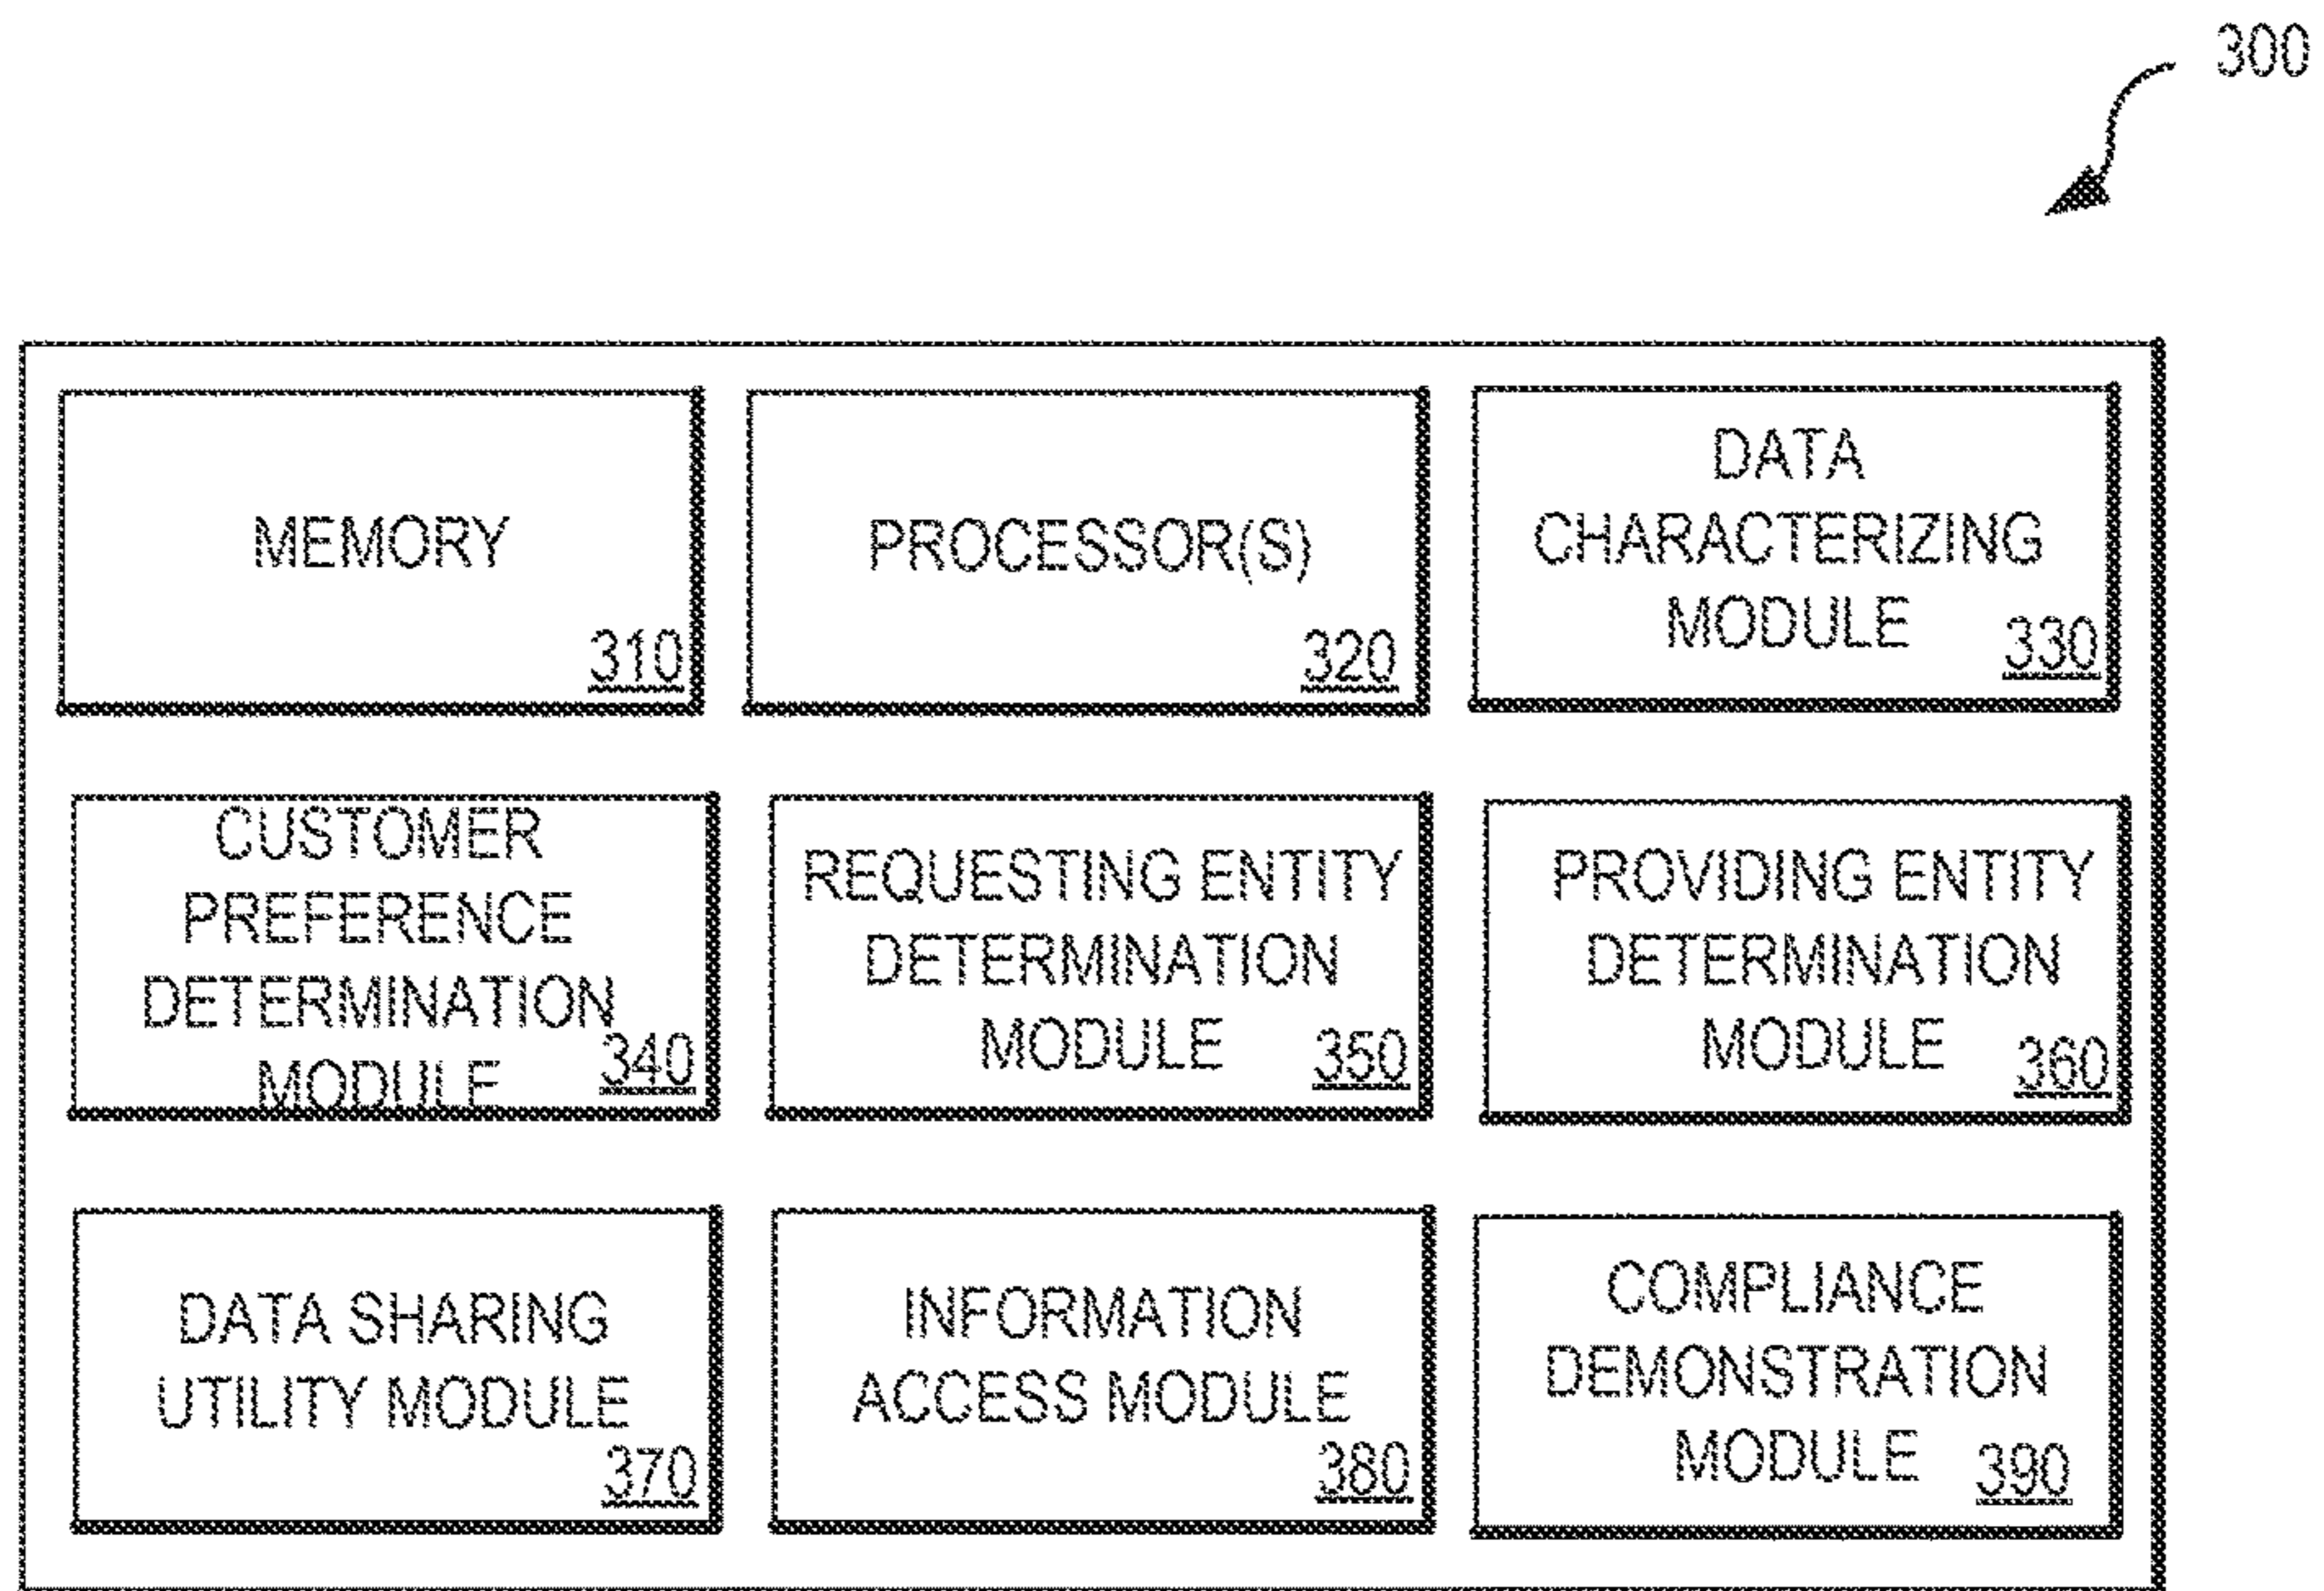 300
MEMORY
310
PROCESSOR(S)
320
DATA
CHARACTERIZING
MODULE
330
CUSTOMER
PREFERENCE
DETERMINATION
MODULE
340
REQUESTING ENTITY
DETERMINATION
MODULE
350
PROVIDING ENTITY
DETERMINATION
MODULE
360
DATA SHARING
UTILITY MODULE
370
INFORMATION
ACCESS MODULE
380
COMPLIANCE
DEMONSTRATION
MODULE
390